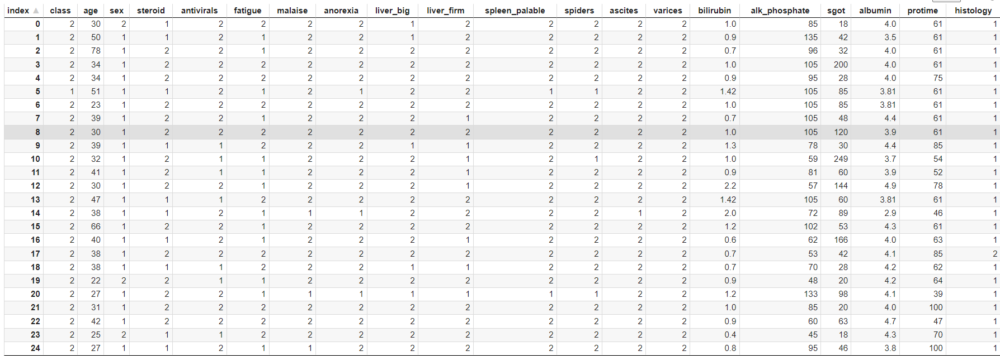 index class age sex steroid antivirals fatigue malaise anorexia liver_big liver_firm spleen_palable spiders ascites varices bilirubin alk_phosphate sgot albumin protime histology
0 2 30 2 1 2 2 2 2 1 2 2 2 2 2 1.0 85 18 4.0 61 1
1 2 50 1 1 2 1 2 2 1 2 2 2 2 2 0.9 135 42 3.5 61 1
2 2 78 1 2 2 1 2 2 2 2 2 2 2 2 0.7 96 32 4.0 61 1
3 2 34 1 2 2 2 2 2 2 2 2 2 2 2 1.0 105 200 4.0 61 1
4 2 34 1 2 2 2 2 2 2 2 2 2 2 2 0.9 95 28 4.0 75 1
5 1 51 1 1 2 1 2 1 2 2 1 1 2 2 1.42 105 85 3.81 61 1
6 2 23 1 2 2 2 2 2 2 2 2 2 2 2 1.0 105 85 3.81 61 1
7 2 39 1 2 2 1 2 2 2 1 2 2 2 2 0.7 105 48 4.4 61 1
8 2 30 1 2 2 2 2 2 2 2 2 2 2 2 1.0 105 120 3.9 61 1
9 2 39 1 1 1 2 2 2 1 1 2 2 2 2 1.3 78 30 4.4 85 1
10 2 32 1 2 1 1 2 2 2 1 2 1 2 2 1.0 59 249 3.7 54 1
11 2 41 1 2 1 1 2 2 2 1 2 2 2 2 0.9 81 60 3.9 52 1
12 2 30 1 2 2 1 2 2 2 1 2 2 2 2 2.2 57 144 4.9 78 1
13 2 47 1 1 1 2 2 2 2 2 2 2 2 2 1.42 105 60 3.81 61 1
14 2 38 1 1 2 1 1 1 2 2 2 2 1 2 2.0 72 89 2.9 46 1
15 2 66 1 2 2 1 2 2 2 2 2 2 2 2 1.2 102 53 4.3 61 1
16 2 40 1 1 2 1 2 2 2 1 2 2 2 2 0.6 62 166 4.0 63 1
17 2 38 1 2 2 2 2 2 2 2 2 2 2 2 0.7 53 42 4.1 85 2
18 2 38 1 1 1 2 2 2 1 1 2 2 2 2 0.7 70 28 4.2 62 1
19 2 22 2 2 1 1 2 2 2 2 2 2 2 2 0.9 48 20 4.2 64 1
20 2 27 1 2 2 1 1 1 1 1 1 1 2 2 1.2 133 98 4.1 39 1
21 2 31 1 2 2 2 2 2 2 2 2 2 2 2 1.0 85 20 4.0 100 1
22 2 42 1 2 2 2 2 2 2 2 2 2 2 2 0.9 60 63 4.7 47 1
23 2 25 2 1 1 2 2 2 2 2 2 2 2 2 0.4 45 18 4.3 70 1
24 2 27 1 1 2 1 1 2 2 2 2 2 2 2 0.8 95 46 3.8 100 1